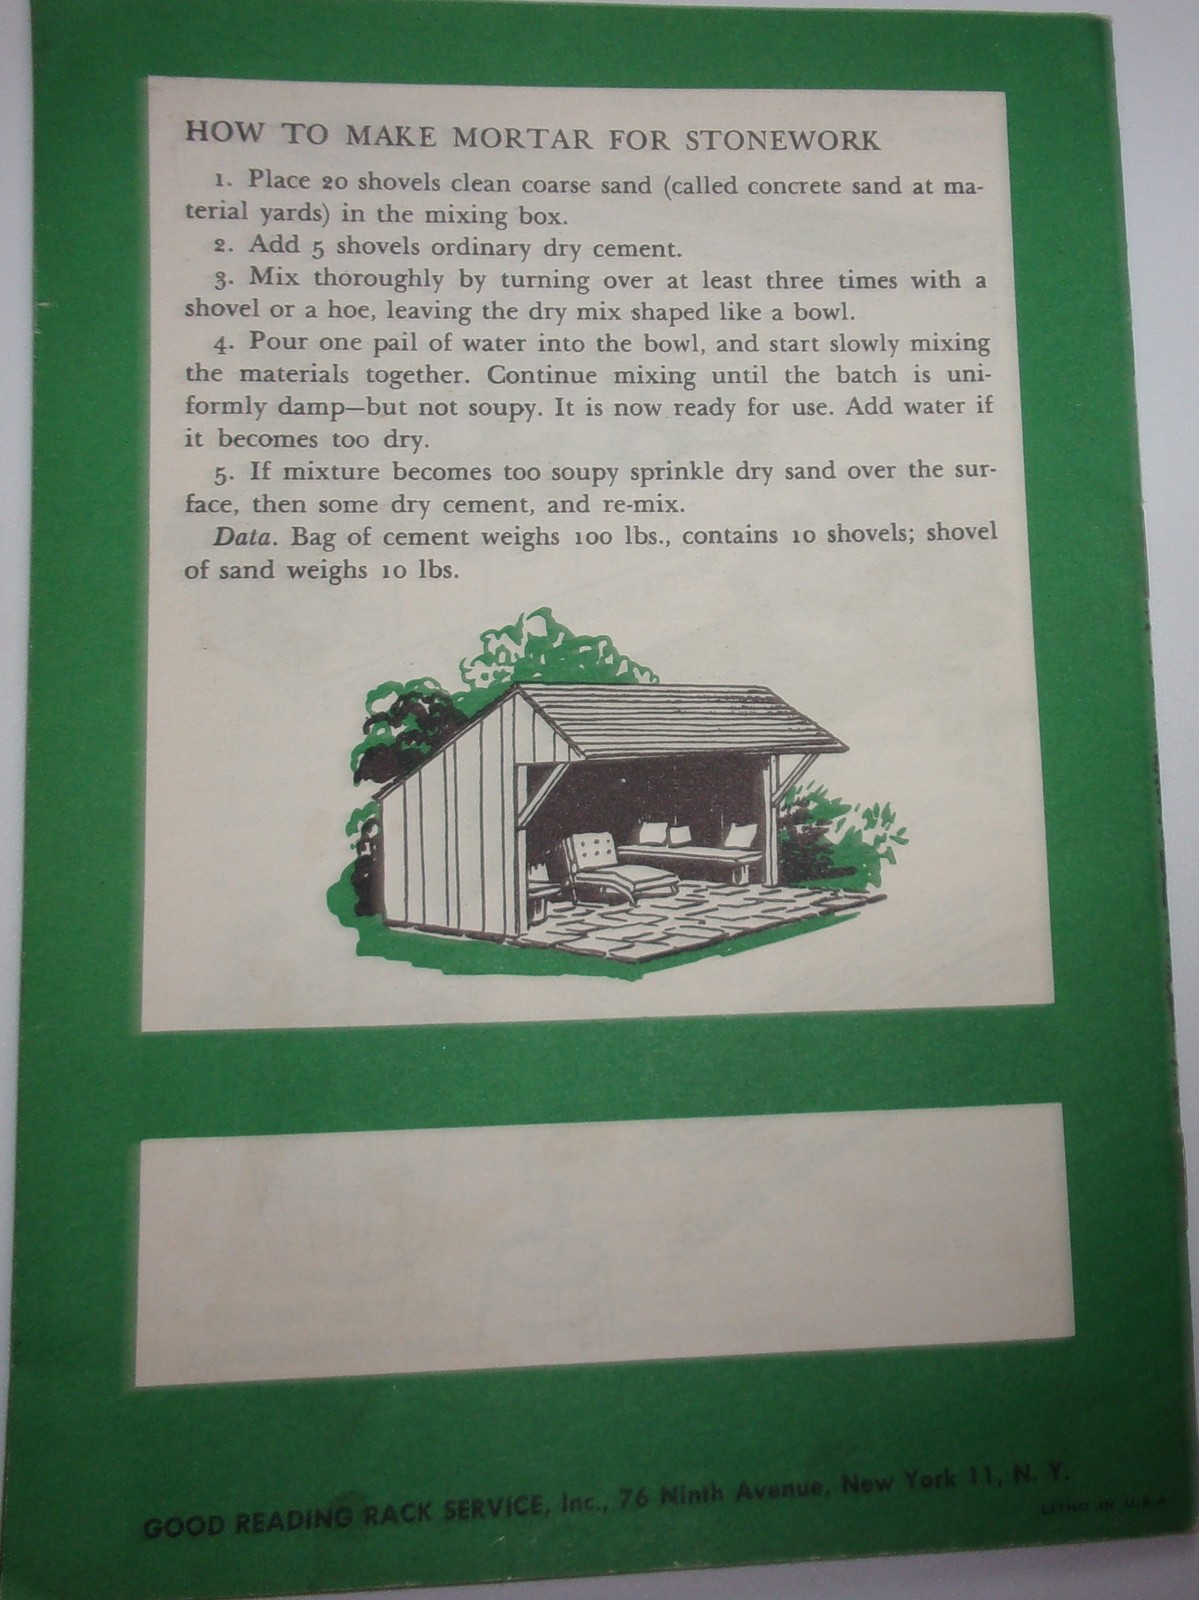 HOW TO MAKE MORTAR FOR STONEWORK
1. Place 20 shovels clean coarse sand (called concrete sand at ma-
terial yards) in the mixing box.
2. Add 5 shovels ordinary dry cement.
3. Mix thoroughly by turning over at least three times with a
shovel or a hoe, leaving the dry mix shaped like a bowl.
4. Pour one pail of water into the bowl, and start slowly mixing
the materials together. Continue mixing until the batch is uni-
formly damp—but not soupy. It is now ready for use. Add water if
it becomes too dry.
5. If mixture becomes too soupy sprinkle dry sand over the sur-
face, then some dry cement, and re-mix.
Data. Bag of cement weighs 100 lbs., contains 10 shovels; shovel
of sand weighs 10 lbs.
GOOD READING RACK SERVICE, Inc., 76 Ninth Avenue, New York 11, N. Y.
LITHO IN U.S.A